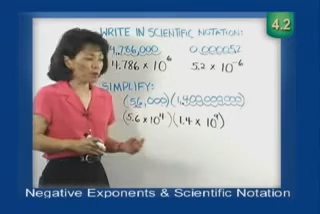 4.2
WRITE IN SCIENTIFIC NOTATION:
4,786,000 0.000052
4.786 x 10⁶ 5.2 x 10⁻⁶
SIMPLIFY:
(56,000)(1,400,000,000)
(5.6 x 10⁴)(1.4 x 10⁹)
Negative Exponents & Scientific Notation